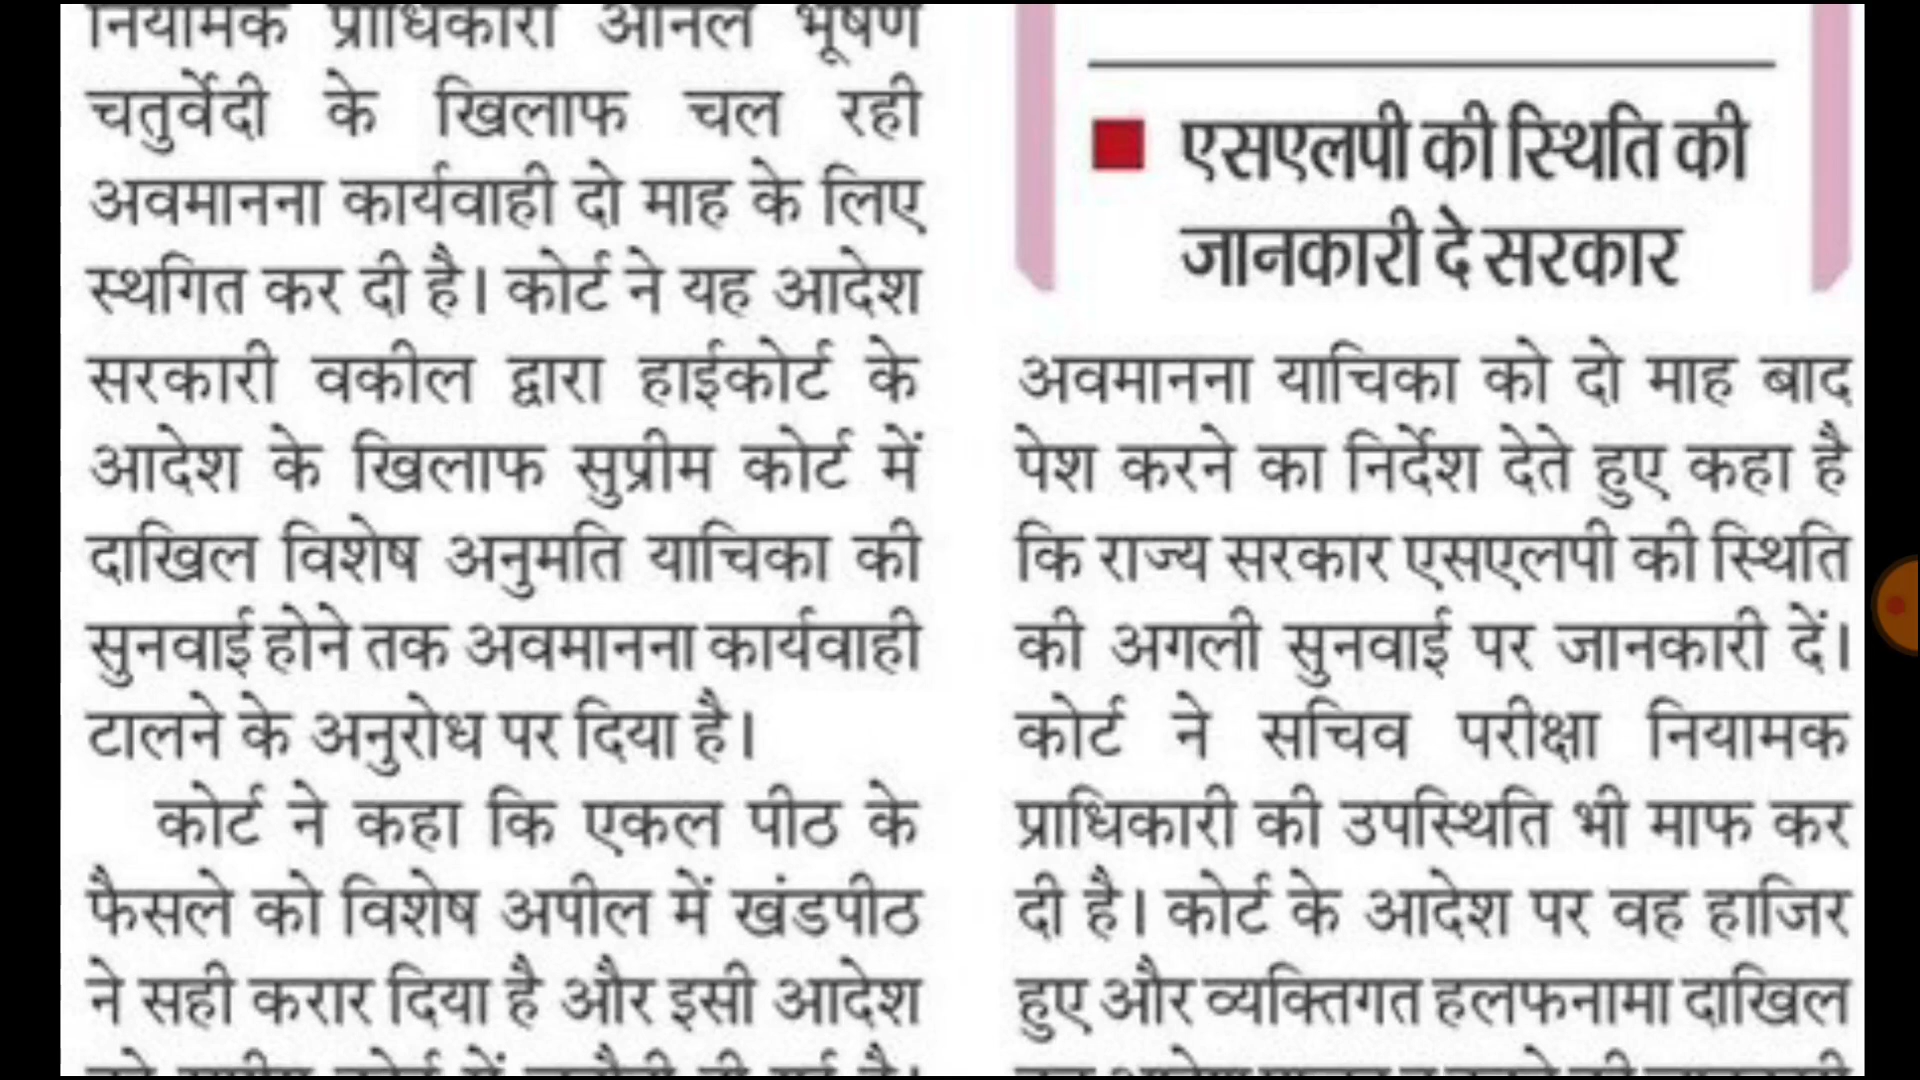 नियामक प्राधिकारी अनिल भूषण
चतुर्वेदी के खिलाफ चल रही
अवमानना कार्यवाही दो माह के लिए
स्थगित कर दी है। कोर्ट ने यह आदेश
सरकारी वकील द्वारा हाईकोर्ट के
आदेश के खिलाफ सुप्रीम कोर्ट में
दाखिल विशेष अनुमति याचिका की
सुनवाई होने तक अवमानना कार्यवाही
टालने के अनुरोध पर दिया है।
कोर्ट ने कहा कि एकल पीठ के
फैसले को विशेष अपील में खंडपीठ
ने सही करार दिया है और इसी आदेश
एसएलपी की स्थिति की
जानकारी दे सरकार
अवमानना याचिका को दो माह बाद
पेश करने का निर्देश देते हुए कहा है
कि राज्य सरकार एसएलपी की स्थिति
की अगली सुनवाई पर जानकारी दें।
कोर्ट ने सचिव परीक्षा नियामक
प्राधिकारी की उपस्थिति भी माफ कर
दी है। कोर्ट के आदेश पर वह हाजिर
हुए और व्यक्तिगत हलफनामा दाखिल